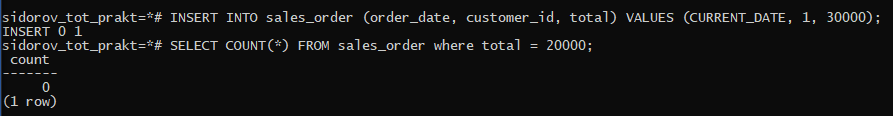 sidorov_tot_prakt=*# INSERT INTO sales_order (order_date, customer_id, total) VALUES (CURRENT_DATE, 1, 30000);
INSERT 0 1
sidorov_tot_prakt=*# SELECT COUNT(*) FROM sales_order where total = 20000;
 count
-------
     0
(1 row)